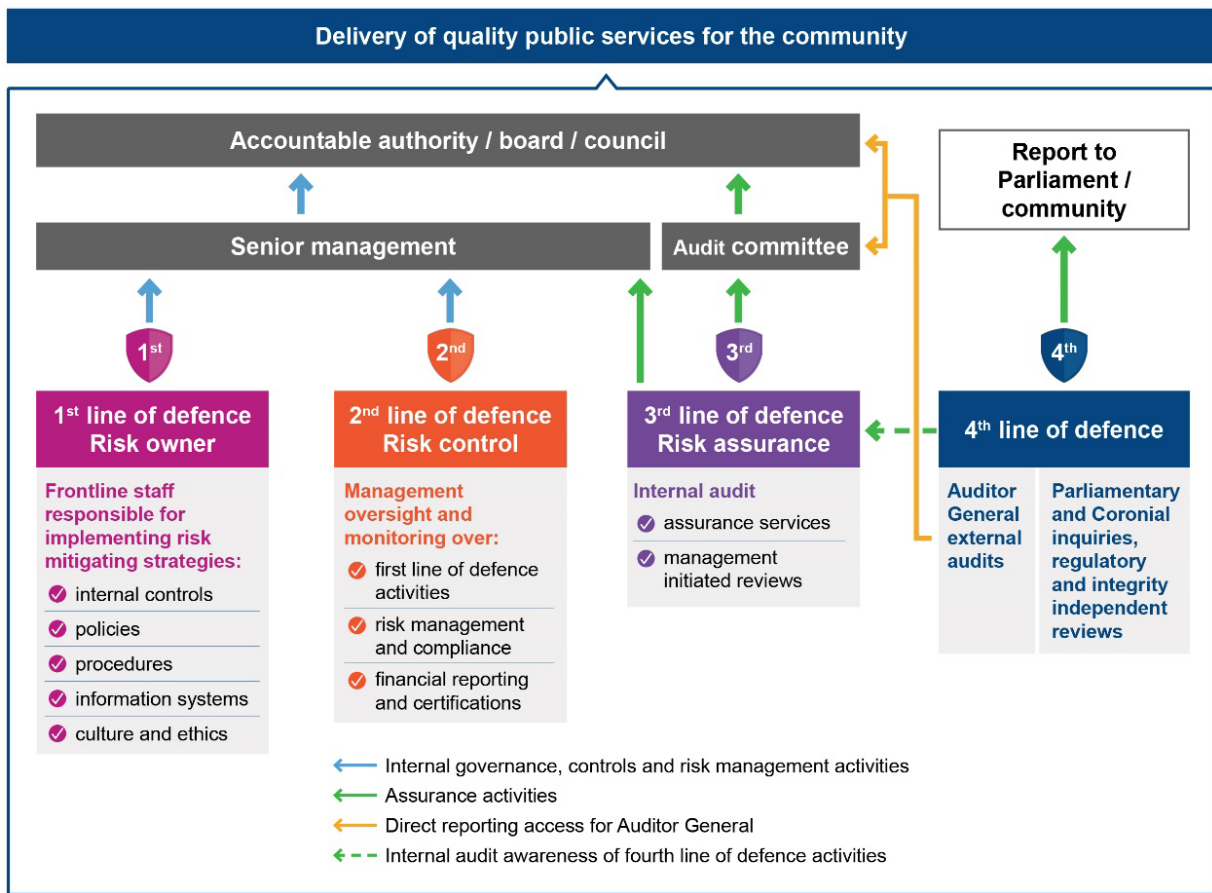 Delivery of quality public services for the community
Accountable authority / board / council
Report to
Parliament /
community
Senior management
Audit committee
1st
2nd
3rd
4th
1st line of defence
Risk owner
Frontline staff
responsible for
implementing risk
mitigating strategies:
internal controls
policies
procedures
information systems
culture and ethics
2nd line of defence
Risk control
Management
oversight and
monitoring over:
first line of defence
activities
risk management
and compliance
financial reporting
and certifications
3rd line of defence
Risk assurance
Internal audit
assurance services
management
initiated reviews
4th line of defence
Auditor
General
external
audits
Parliamentary
and Coronial
inquiries,
regulatory
and integrity
independent
reviews
Internal governance, controls and risk management activities
Assurance activities
Direct reporting access for Auditor General
Internal audit awareness of fourth line of defence activities